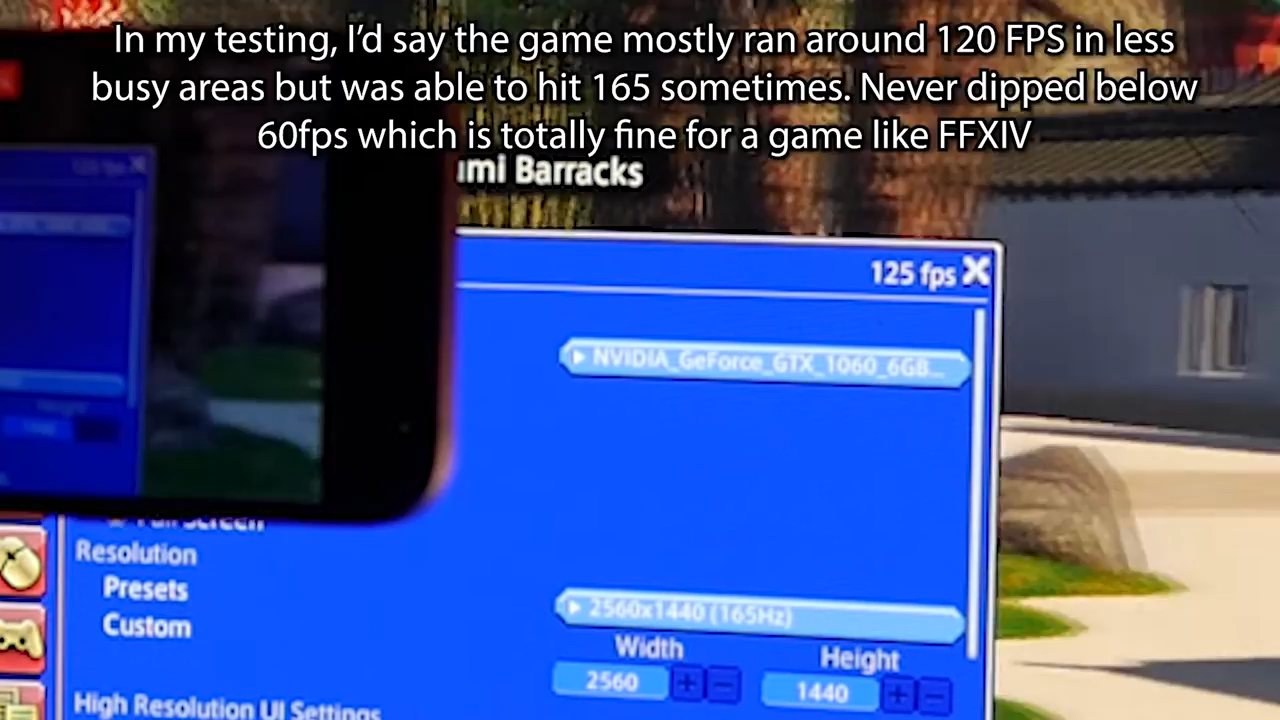 In my testing, I'd say the game mostly ran around 120 FPS in less
busy areas but was able to hit 165 sometimes. Never dipped below
60fps which is totally fine for a game like FFXIV
Barracks
125 fps
NVIDIA_GeForce_GTX_1060_6GB...
Screen
Resolution
Presets
2560x1440 (165Hz)
Custom
Width
Height
2560
1440
High Resolution UI Settings